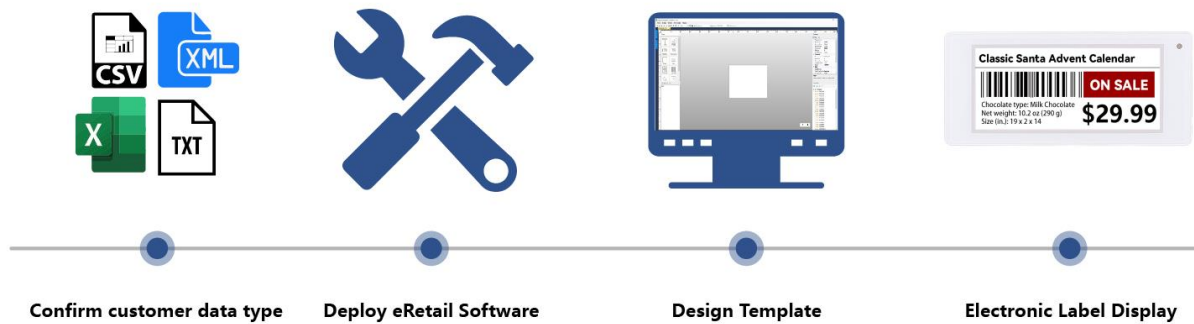 CSV
XML
X
TXT
Classic Santa Advent Calendar
ON SALE
Chocolate type: Milk Chocolate
Net weight: 10.2 oz (290 g)
Size (in.): 19 x 2 x 14
$29.99
Confirm customer data type
Deploy eRetail Software
Design Template
Electronic Label Display